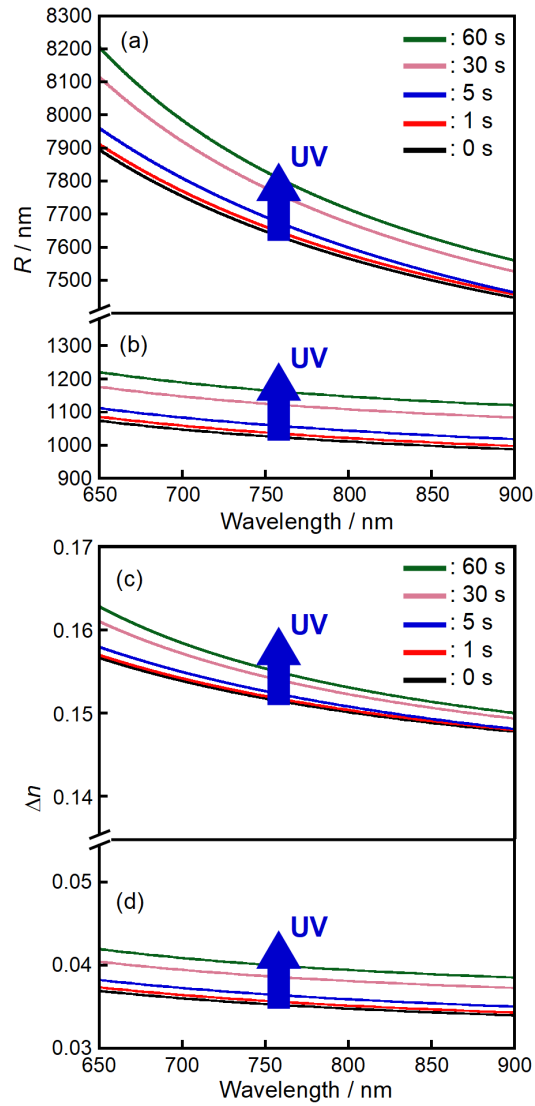 8300
8200
8100
8000
7900
7800
7700
7600
7500
R / nm
(a)
: 60 s
: 30 s
: 5 s
: 1 s
: 0 s
UV
1300
1200
1100
1000
900
(b)
UV
650 700 750 800 850 900
Wavelength / nm
0.17
0.16
0.15
0.14
Δn
(c)
: 60 s
: 30 s
: 5 s
: 1 s
: 0 s
UV
0.05
0.04
0.03
(d)
UV
650 700 750 800 850 900
Wavelength / nm